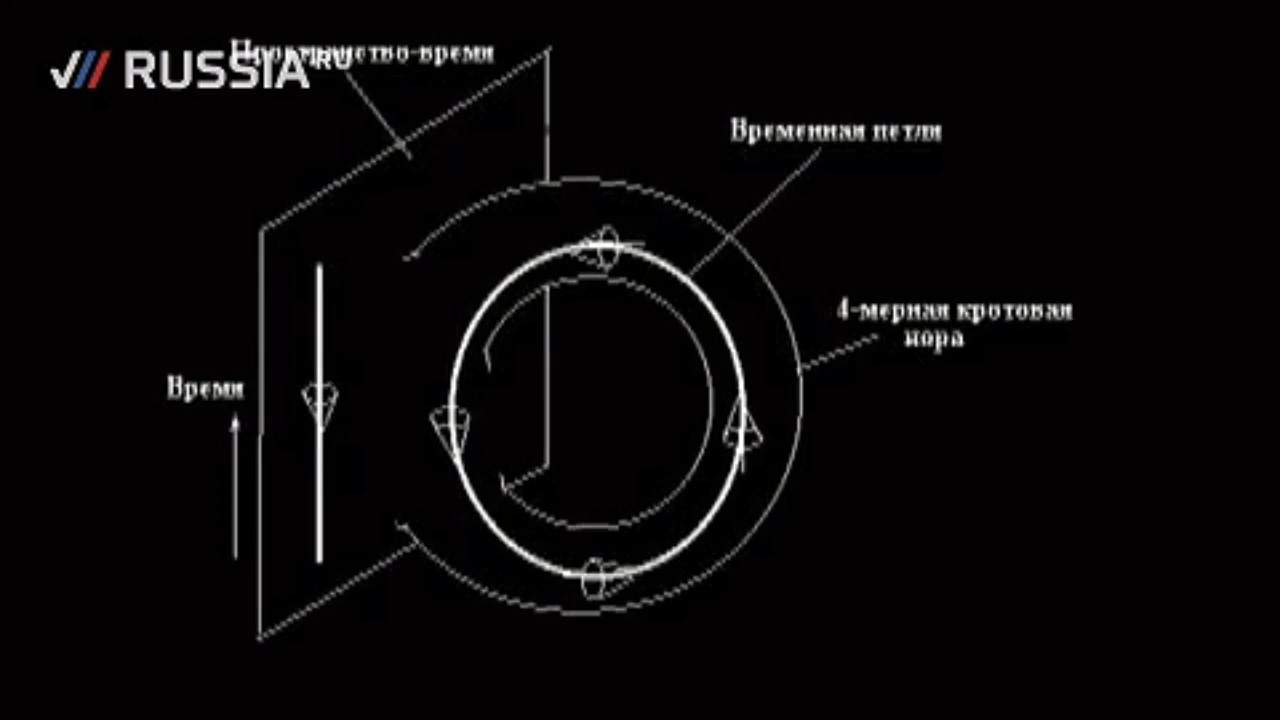 Пространство-время
RUSSIA.RU
Временная петля
4-мерная кротовая
нора
Время